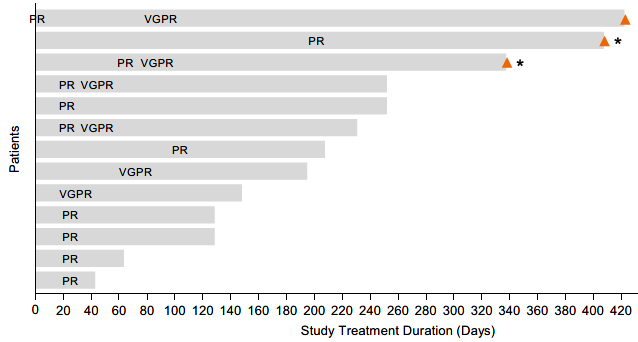 PR VGPR
PR *
PR VGPR *
PR VGPR
PR
PR VGPR
PR
VGPR
VGPR
PR
PR
PR
PR
Patients
0 20 40 60 80 100 120 140 160 180 200 220 240 260 280 300 320 340 360 380 400 420
Study Treatment Duration (Days)